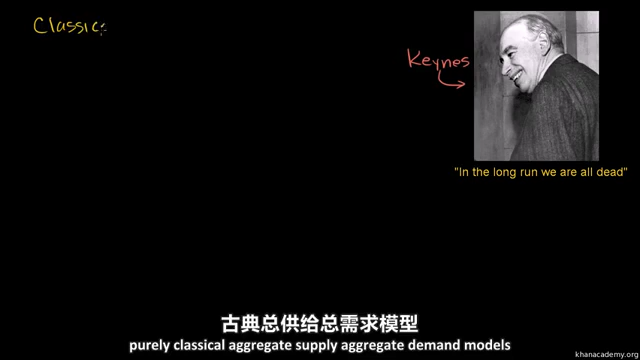 Classic
Keynes
"In the long run we are all dead"
古典总供给总需求模型
purely classical aggregate supply aggregate demand models
khanacademy.org